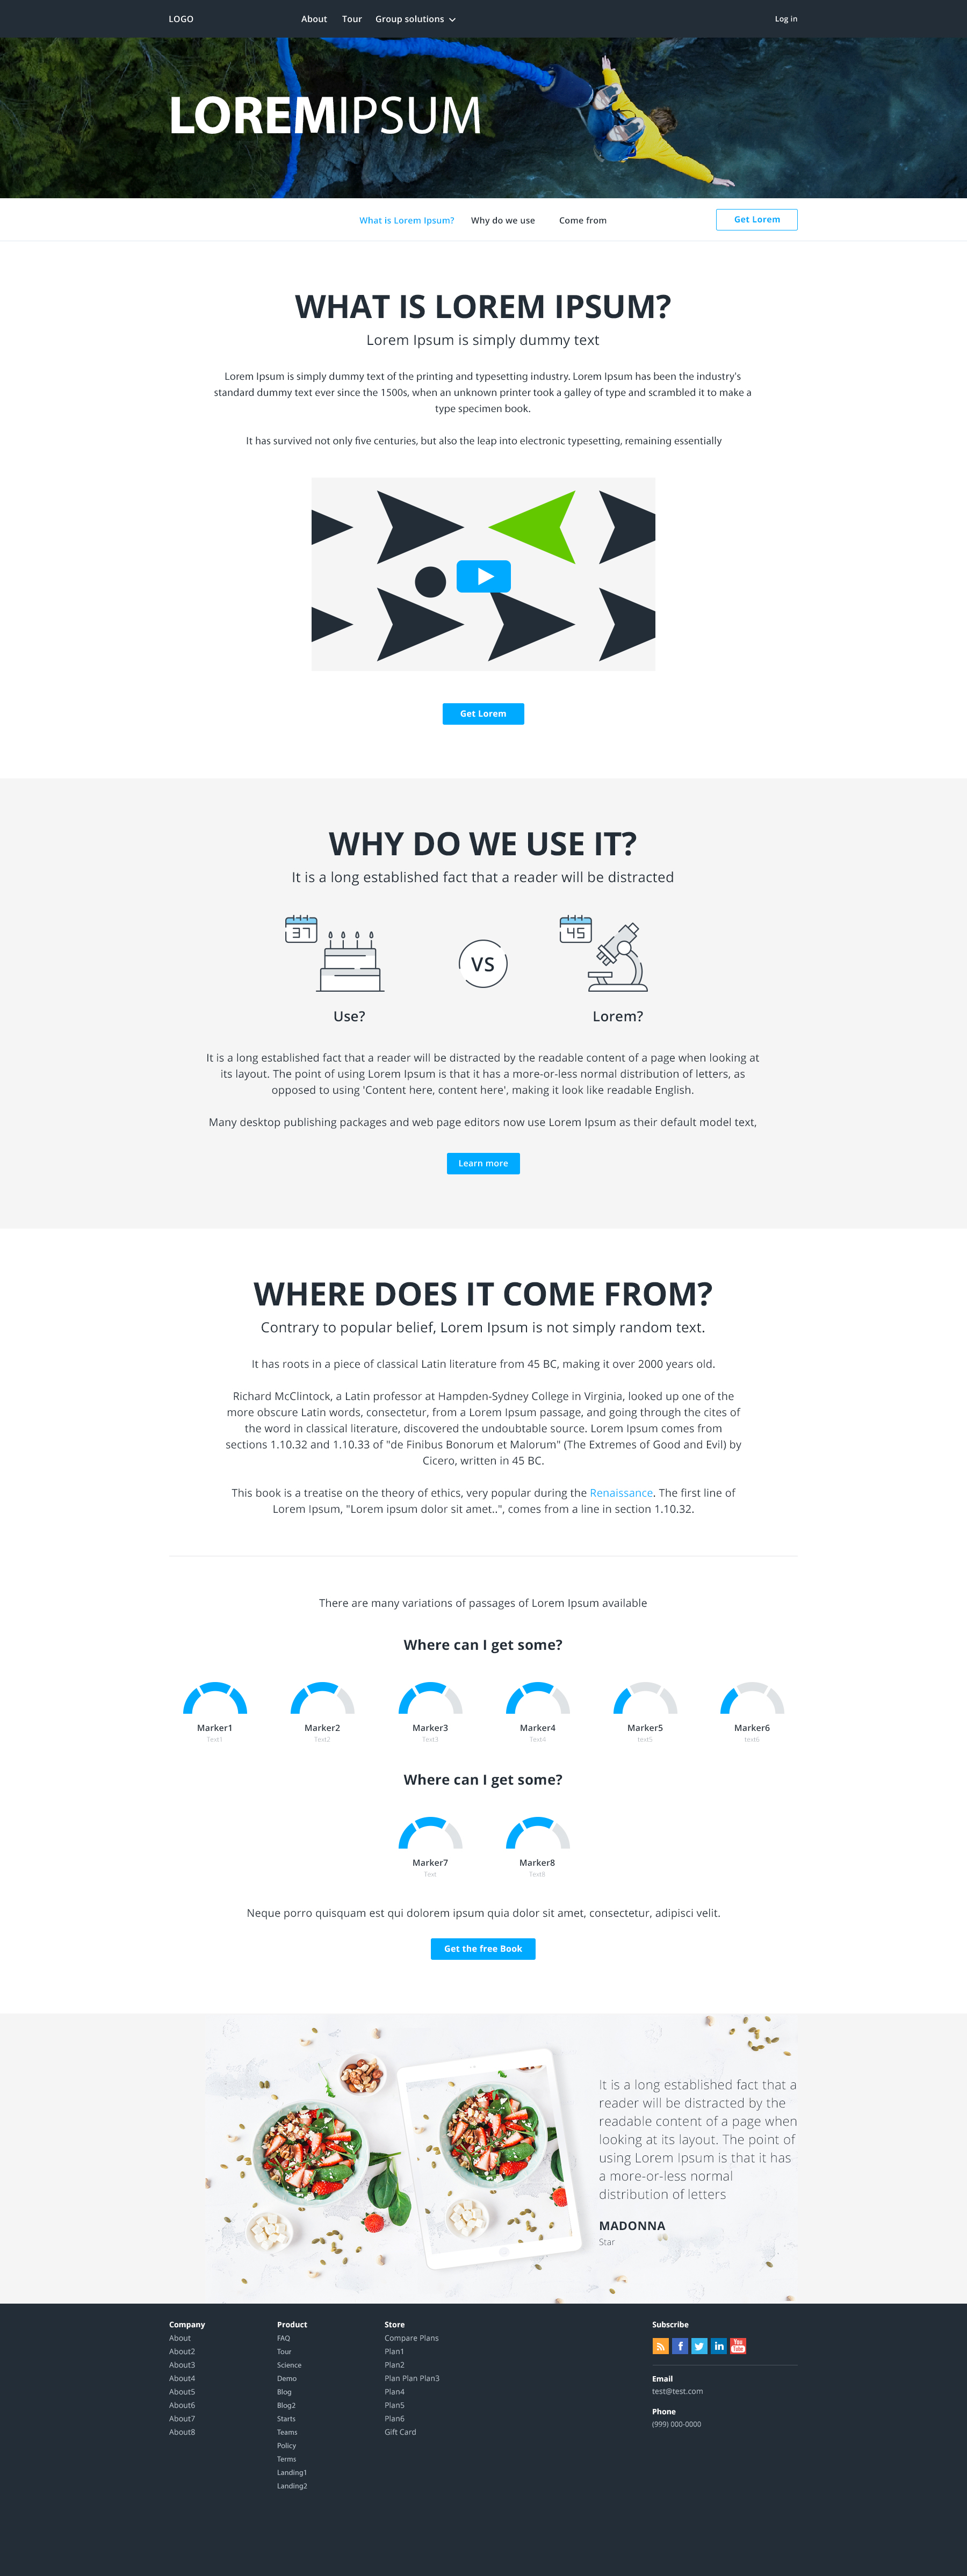 LOGO
About
Tour
Group solutions
Log in
LOREMIPSUM
What is Lorem Ipsum?
Why do we use
Come from
Get Lorem
WHAT IS LOREM IPSUM?
Lorem Ipsum is simply dummy text
Lorem Ipsum is simply dummy text of the printing and typesetting industry. Lorem Ipsum has been the industry's
standard dummy text ever since the 1500s, when an unknown printer took a galley of type and scrambled it to make a
type specimen book.
It has survived not only five centuries, but also the leap into electronic typesetting, remaining essentially
Get Lorem
WHY DO WE USE IT?
It is a long established fact that a reader will be distracted
37
VS
45
Use?
Lorem?
It is a long established fact that a reader will be distracted by the readable content of a page when looking at
its layout. The point of using Lorem Ipsum is that it has a more-or-less normal distribution of letters, as
opposed to using 'Content here, content here', making it look like readable English.
Many desktop publishing packages and web page editors now use Lorem Ipsum as their default model text,
Learn more
WHERE DOES IT COME FROM?
Contrary to popular belief, Lorem Ipsum is not simply random text.
It has roots in a piece of classical Latin literature from 45 BC, making it over 2000 years old.
Richard McClintock, a Latin professor at Hampden-Sydney College in Virginia, looked up one of the
more obscure Latin words, consectetur, from a Lorem Ipsum passage, and going through the cites of
the word in classical literature, discovered the undoubtable source. Lorem Ipsum comes from
sections 1.10.32 and 1.10.33 of "de Finibus Bonorum et Malorum" (The Extremes of Good and Evil) by
Cicero, written in 45 BC.
This book is a treatise on the theory of ethics, very popular during the Renaissance. The first line of
Lorem Ipsum, "Lorem ipsum dolor sit amet..", comes from a line in section 1.10.32.
There are many variations of passages of Lorem Ipsum available
Where can I get some?
Marker1
Text1
Marker2
Text2
Marker3
Text3
Marker4
Text4
Marker5
text5
Marker6
text6
Where can I get some?
Marker7
Text
Marker8
Text8
Neque porro quisquam est qui dolorem ipsum quia dolor sit amet, consectetur, adipisci velit.
Get the free Book
It is a long established fact that a
reader will be distracted by the
readable content of a page when
looking at its layout. The point of
using Lorem Ipsum is that it has
a more-or-less normal
distribution of letters
MADONNA
Star
Company
About
About2
About3
About4
About5
About6
About7
About8
Product
FAQ
Tour
Science
Demo
Blog
Blog2
Starts
Teams
Policy
Terms
Landing1
Landing2
Store
Compare Plans
Plan1
Plan2
Plan Plan Plan3
Plan4
Plan5
Plan6
Gift Card
Subscribe
f
in
You
Tube
Email
test@test.com
Phone
(999) 000-0000